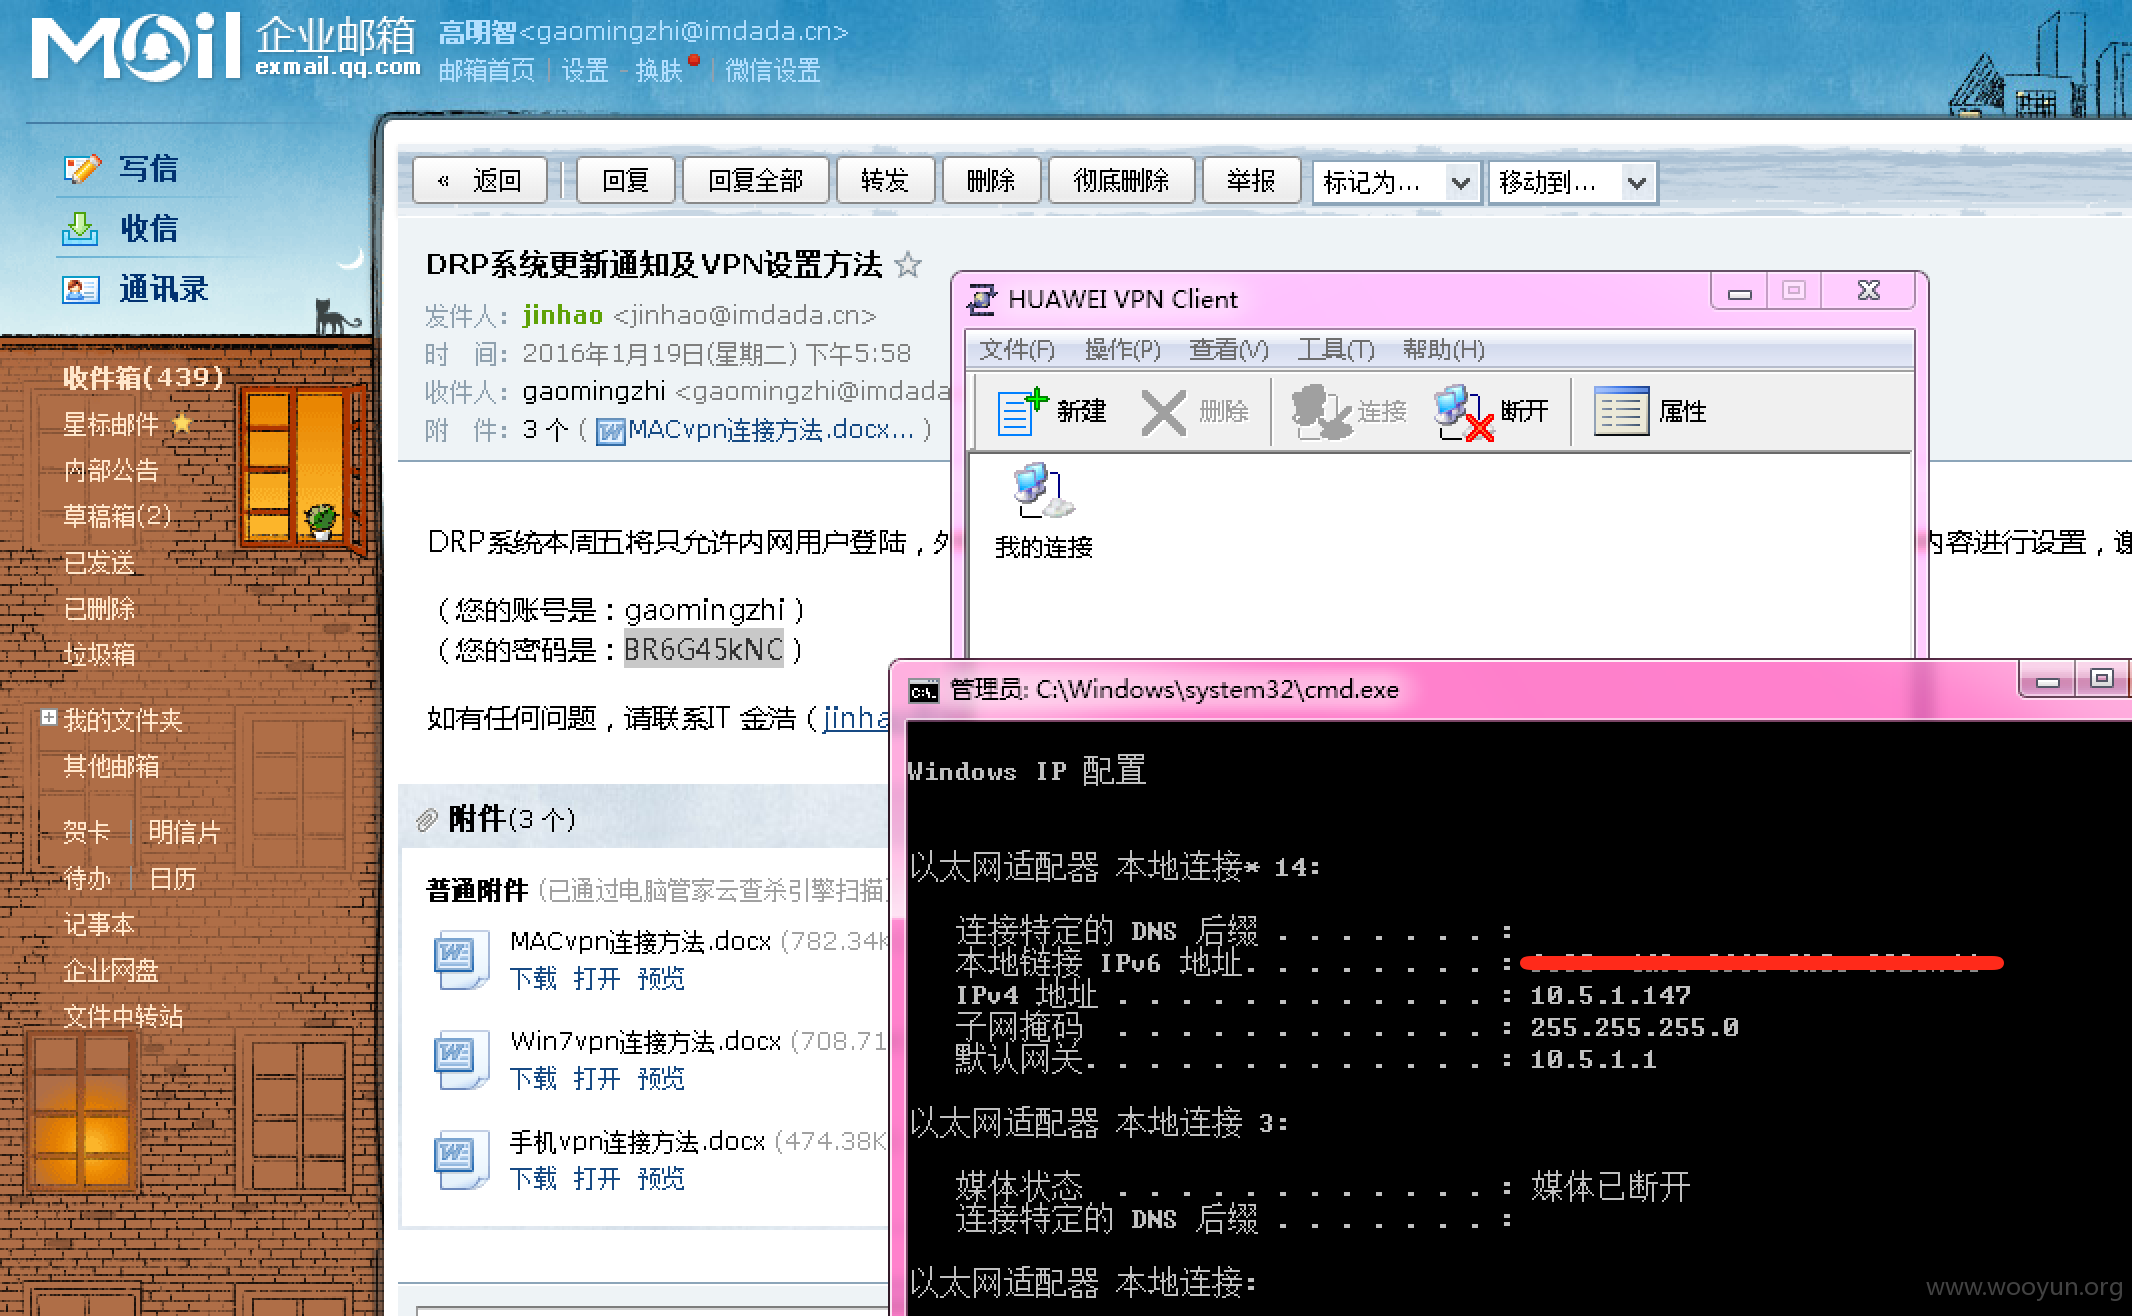 Mail 企业邮箱
exmail.qq.com
高明智<gaomingzhi@imdada.cn>
邮箱首页 | 设置 - 换肤 | 微信设置
写信
收信
通讯录
收件箱(439)
星标邮件
内部公告
草稿箱(2)
已发送
已删除
垃圾箱
我的文件夹
其他邮箱
贺卡 | 明信片
待办 | 日历
记事本
企业网盘
文件中转站
« 返回 回复 回复全部 转发 删除 彻底删除 举报 标记为... 移动到...
DRP系统更新通知及VPN设置方法
发件人：jinhao <jinhao@imdada.cn>
时 间：2016年1月19日(星期二) 下午5:58
收件人：gaomingzhi <gaomingzhi@imdada
附 件：3 个 ( MACvpn连接方法.docx... )
DRP系统本周五将只允许内网用户登陆，
内容进行设置，谢
（您的账号是：gaomingzhi）
（您的密码是：BR6G45kNC）
如有任何问题，请联系IT 金浩（jinha
附件(3 个)
普通附件 (已通过电脑管家云查杀引擎扫描
MACvpn连接方法.docx (782.34K
下载 打开 预览
Win7vpn连接方法.docx (708.71
下载 打开 预览
手机vpn连接方法.docx (474.38K
下载 打开 预览
HUAWEI VPN Client
文件(F) 操作(P) 查看(V) 工具(T) 帮助(H)
新建 删除 连接 断开 属性
我的连接
管理员: C:\Windows\system32\cmd.exe
Windows IP 配置
以太网适配器 本地连接* 14:
连接特定的 DNS 后缀 . . . . . . . :
本地链接 IPv6 地址. . . . . . . . :
IPv4 地址 . . . . . . . . . . . . : 10.5.1.147
子网掩码 . . . . . . . . . . . . : 255.255.255.0
默认网关. . . . . . . . . . . . . : 10.5.1.1
以太网适配器 本地连接 3:
媒体状态 . . . . . . . . . . . . : 媒体已断开
连接特定的 DNS 后缀 . . . . . . . :
以太网适配器 本地连接:
www.wooyun.org